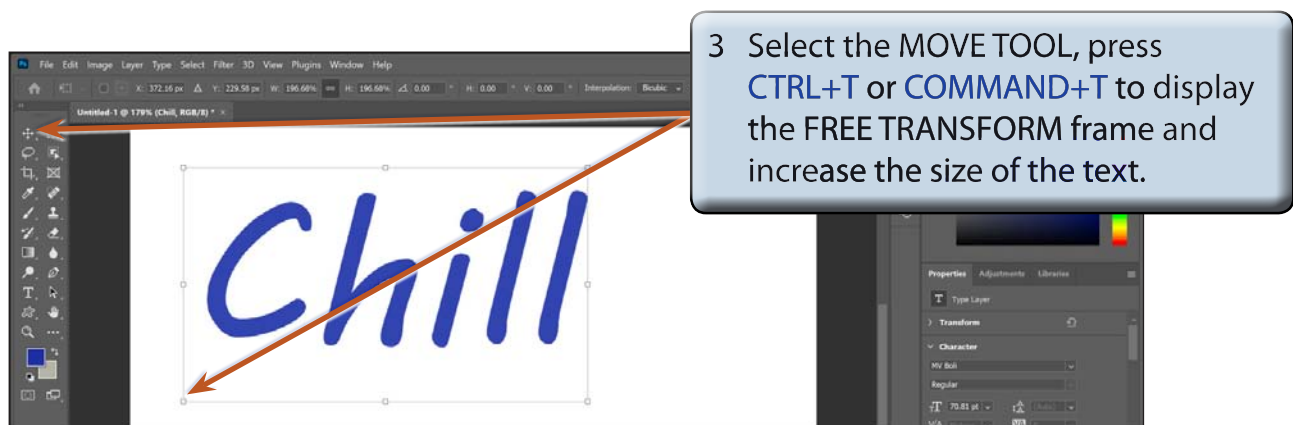 3 Select the MOVE TOOL, press
CTRL+T or COMMAND+T to display
the FREE TRANSFORM frame and
increase the size of the text.
Ps File Edit Image Layer Type Select Filter 3D View Plugins Window Help
X: 372.16 px Y: 229.58 px W: 196.68% H: 196.68% 0.00 ° H: 0.00 ° V: 0.00 ° Interpolation: Bicubic
Untitled-1 @ 179% (Chill, RGB/8) * ×
Chill
Properties Adjustments Libraries
T Type Layer
Transform
Character
MV Boli
Regular
70.81 pt (Auto)